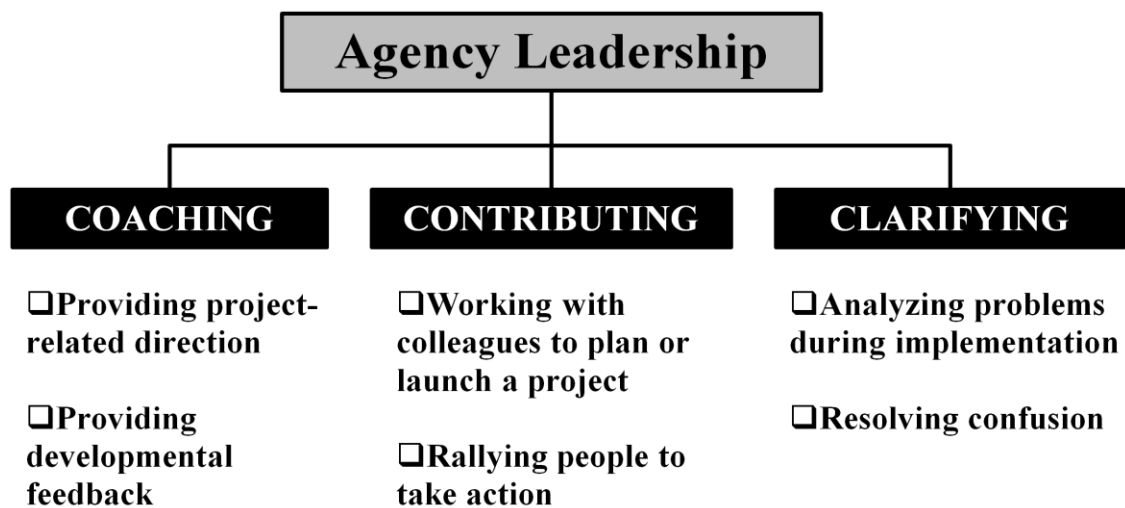 Agency Leadership
COACHING
❑Providing project-
related direction
❑Providing
developmental
feedback
CONTRIBUTING
❑Working with
colleagues to plan or
launch a project
❑Rallying people to
take action
CLARIFYING
❑Analyzing problems
during implementation
❑Resolving confusion